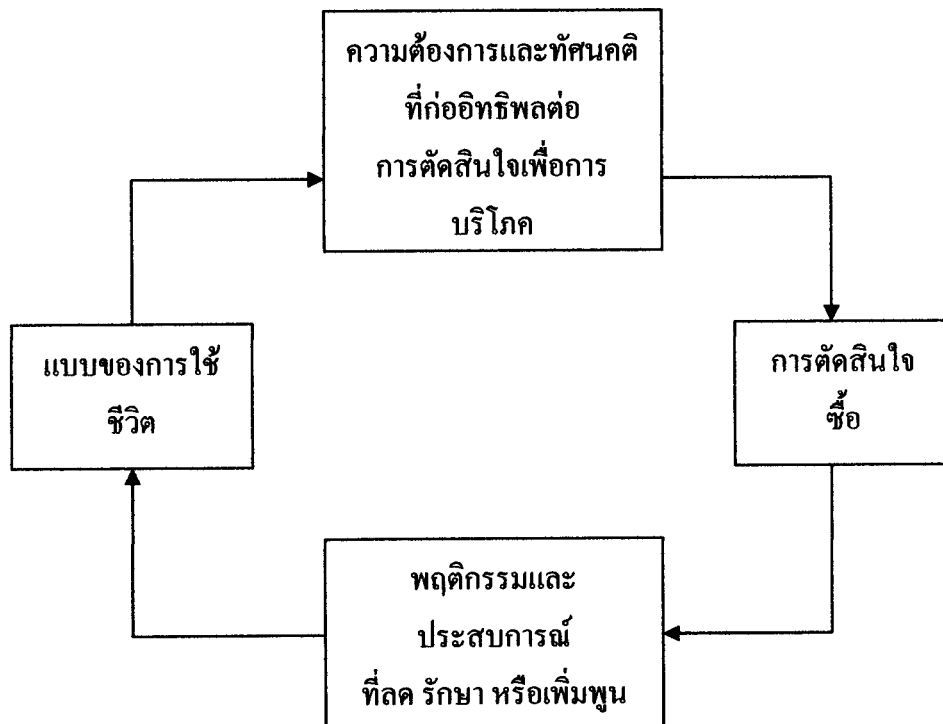 ความต้องการและทัศนคติ
ที่ก่ออิทธิพลต่อ
การตัดสินใจเพื่อการ
บริโภค
แบบของการใช้
ชีวิต
การตัดสินใจ
ซื้อ
พฤติกรรมและ
ประสบการณ์
ที่ลด รักษา หรือเพิ่มพูน